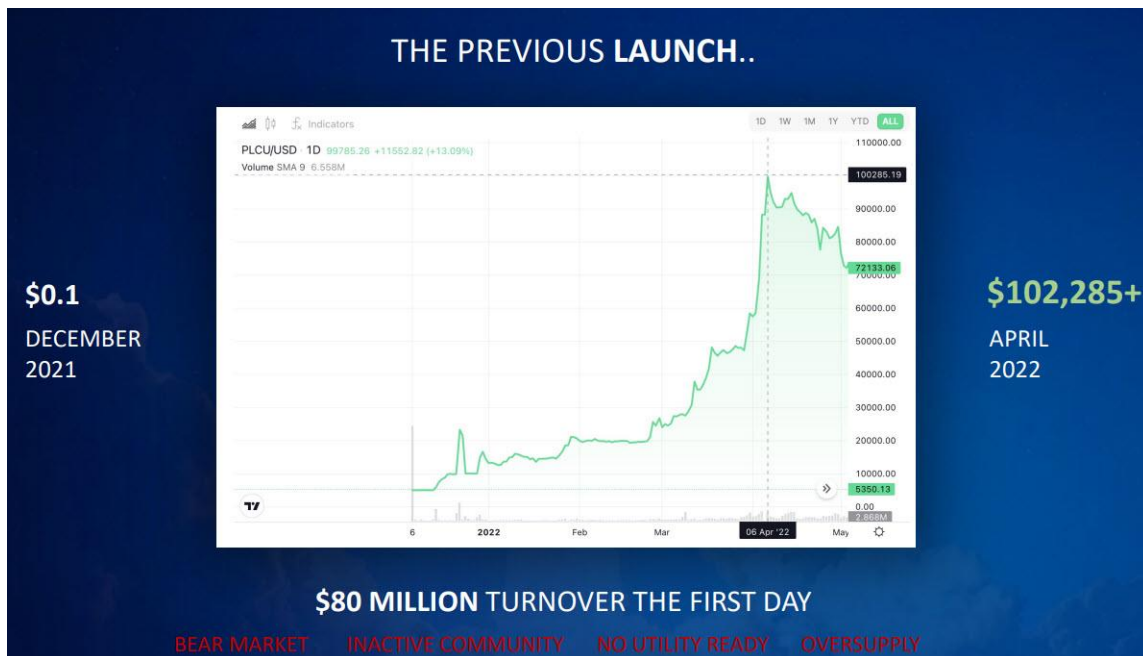 THE PREVIOUS LAUNCH..
Indicators
1D 1W 1M 1Y YTD ALL
PLCU/USD · 1D 99785.26 +11552.82 (+13.09%)
Volume SMA 9 6.558M
110000.00
100285.19
90000.00
80000.00
72133.06
70000.00
60000.00
50000.00
40000.00
30000.00
20000.00
10000.00
5350.13
0.00
2.868M
6 2022 Feb Mar 06 Apr '22 May
$0.1
DECEMBER
2021
$102,285+
APRIL
2022
$80 MILLION TURNOVER THE FIRST DAY
BEAR MARKET INACTIVE COMMUNITY NO UTILITY READY OVERSUPPLY